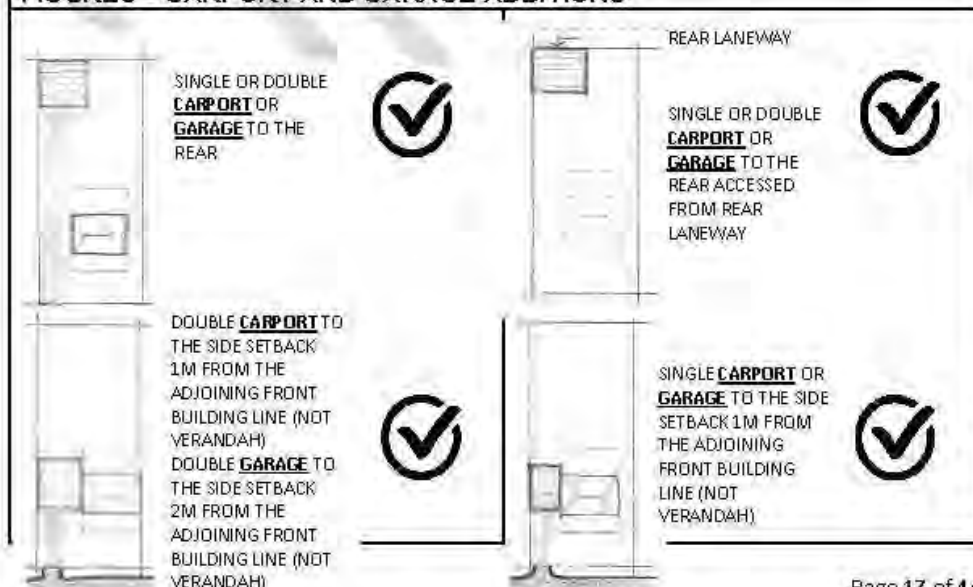 SINGLE OR DOUBLE
CARPORT OR
GARAGE TO THE
REAR
REAR LANEWAY
SINGLE OR DOUBLE
CARPORT OR
GARAGE TO THE
REAR ACCESSED
FROM REAR
LANEWAY
DOUBLE CARPORT TO
THE SIDE SETBACK
1M FROM THE
ADJOINING FRONT
BUILDING LINE (NOT
VERANDAH)
DOUBLE GARAGE TO
THE SIDE SETBACK
2M FROM THE
ADJOINING FRONT
BUILDING LINE (NOT
VERANDAH)
SINGLE CARPORT OR
GARAGE TO THE SIDE
SETBACK 1M FROM
THE ADJOINING
FRONT BUILDING
LINE (NOT
VERANDAH)
Page 17 of